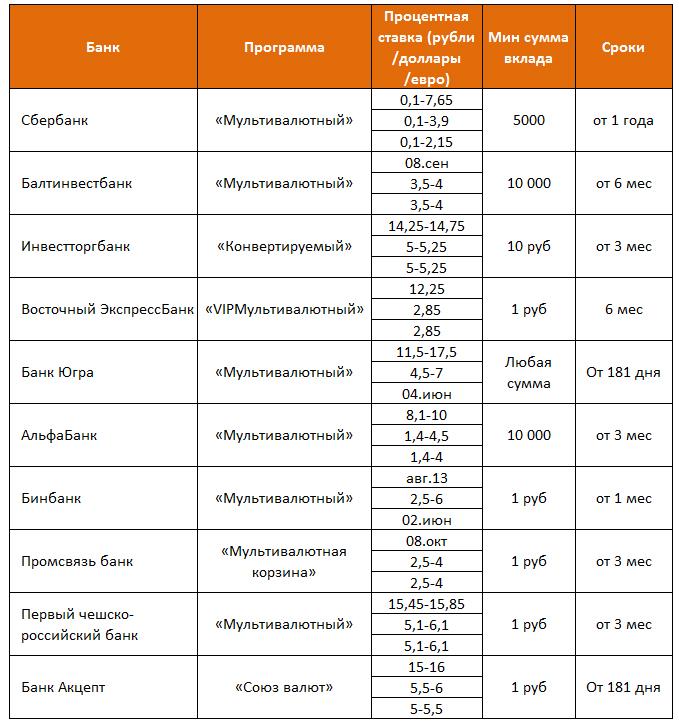 Банк
Программа
Процентная
ставка (рубли
/доллары
/евро)
Мин сумма
вклада
Сроки
Сбербанк
«Мультивалютный»
0,1-7,65
0,1-3,9
0,1-2,15
5000
от 1 года
Балтинвестбанк
«Мультивалютный»
08.сен
3,5-4
3,5-4
10 000
от 6 мес
Инвестторгбанк
«Конвертируемый»
14,25-14,75
5-5,25
5-5,25
10 руб
от 3 мес
Восточный ЭкспрессБанк
«VIPМультивалютный»
12,25
2,85
2,85
1 руб
6 мес
Банк Югра
«Мультивалютный»
11,5-17,5
4,5-7
04.июн
Любая
сумма
От 181 дня
АльфаБанк
«Мультивалютный»
8,1-10
1,4-4,5
1,4-4
10 000
от 3 мес
Бинбанк
«Мультивалютный»
авг.13
2,5-6
02.июн
1 руб
от 1 мес
Промсвязь банк
«Мультивалютная
корзина»
08.окт
2,5-4
2,5-4
1 руб
от 3 мес
Первый чешско-
российский банк
«Мультивалютный»
15,45-15,85
5,1-6,1
5,1-6,1
1 руб
от 3 мес
Банк Акцепт
«Союз валют»
15-16
5,5-6
5-5,5
1 руб
От 181 дня